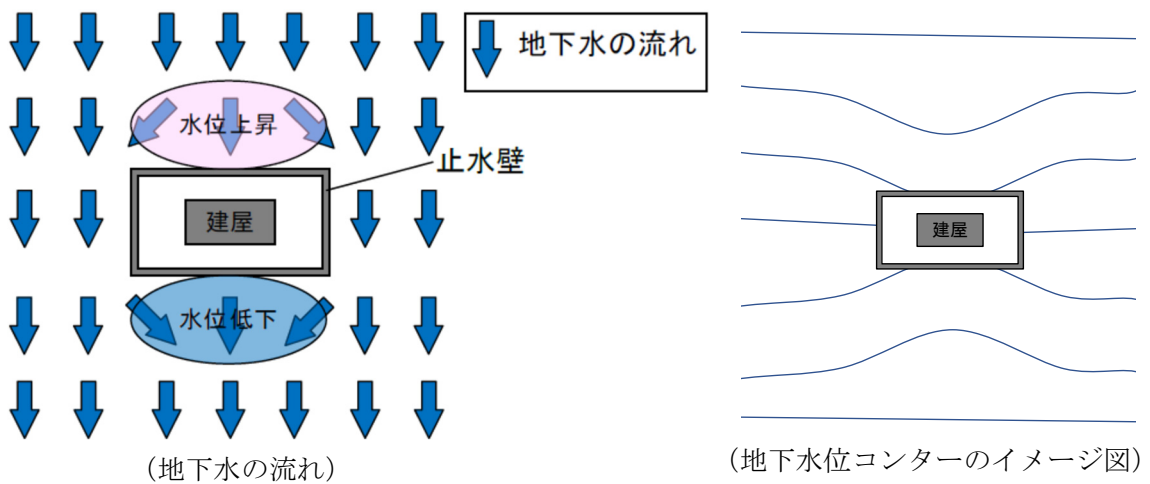 地下水の流れ
水位上昇
止水壁
建屋
水位低下
(地下水の流れ)
建屋
(地下水位コンターのイメージ図)